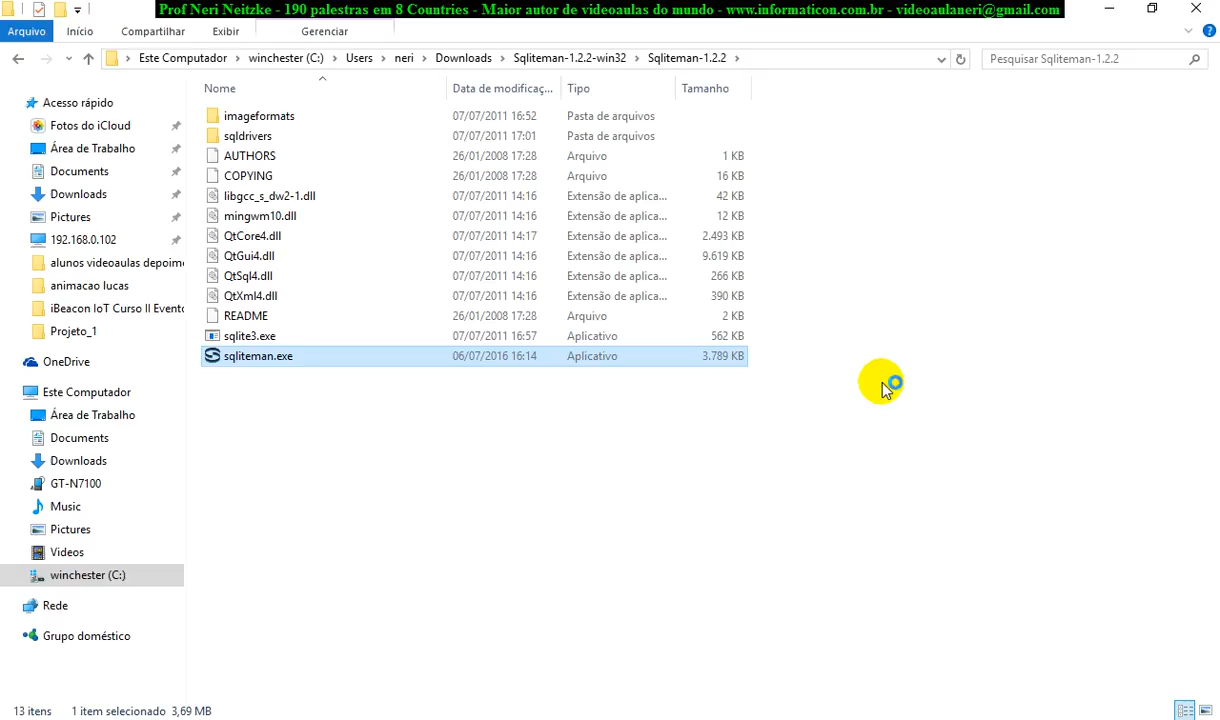 Prof Neri Neitzke - 190 palestras em 8 Countries - Maior autor de videoaulas do mundo - www.informaticon.com.br - videoaulaneri@gmail.com
Arquivo Início Compartilhar Exibir Gerenciar
Este Computador > winchester (C:) > Users > neri > Downloads > Sqliteman-1.2.2-win32 > Sqliteman-1.2.2 >
Pesquisar Sqliteman-1.2.2
Nome Data de modificaç... Tipo Tamanho
imageformats 07/07/2011 16:52 Pasta de arquivos
sqldrivers 07/07/2011 17:01 Pasta de arquivos
AUTHORS 26/01/2008 17:28 Arquivo 1 KB
COPYING 26/01/2008 17:28 Arquivo 16 KB
libgcc_s_dw2-1.dll 07/07/2011 14:16 Extensão de aplica... 42 KB
mingwm10.dll 07/07/2011 14:16 Extensão de aplica... 12 KB
QtCore4.dll 07/07/2011 14:17 Extensão de aplica... 2.493 KB
QtGui4.dll 07/07/2011 14:16 Extensão de aplica... 9.619 KB
QtSql4.dll 07/07/2011 14:16 Extensão de aplica... 266 KB
QtXml4.dll 07/07/2011 14:16 Extensão de aplica... 390 KB
README 26/01/2008 17:28 Arquivo 2 KB
sqlite3.exe 07/07/2011 16:57 Aplicativo 562 KB
sqliteman.exe 06/07/2016 16:14 Aplicativo 3.789 KB
Acesso rápido
Fotos do iCloud
Área de Trabalho
Documents
Downloads
Pictures
192.168.0.102
alunos videoaulas depoime
animacao lucas
iBeacon IoT Curso II Evento
Projeto_1
OneDrive
Este Computador
Área de Trabalho
Documents
Downloads
GT-N7100
Music
Pictures
Videos
winchester (C:)
Rede
Grupo doméstico
13 itens 1 item selecionado 3,69 MB